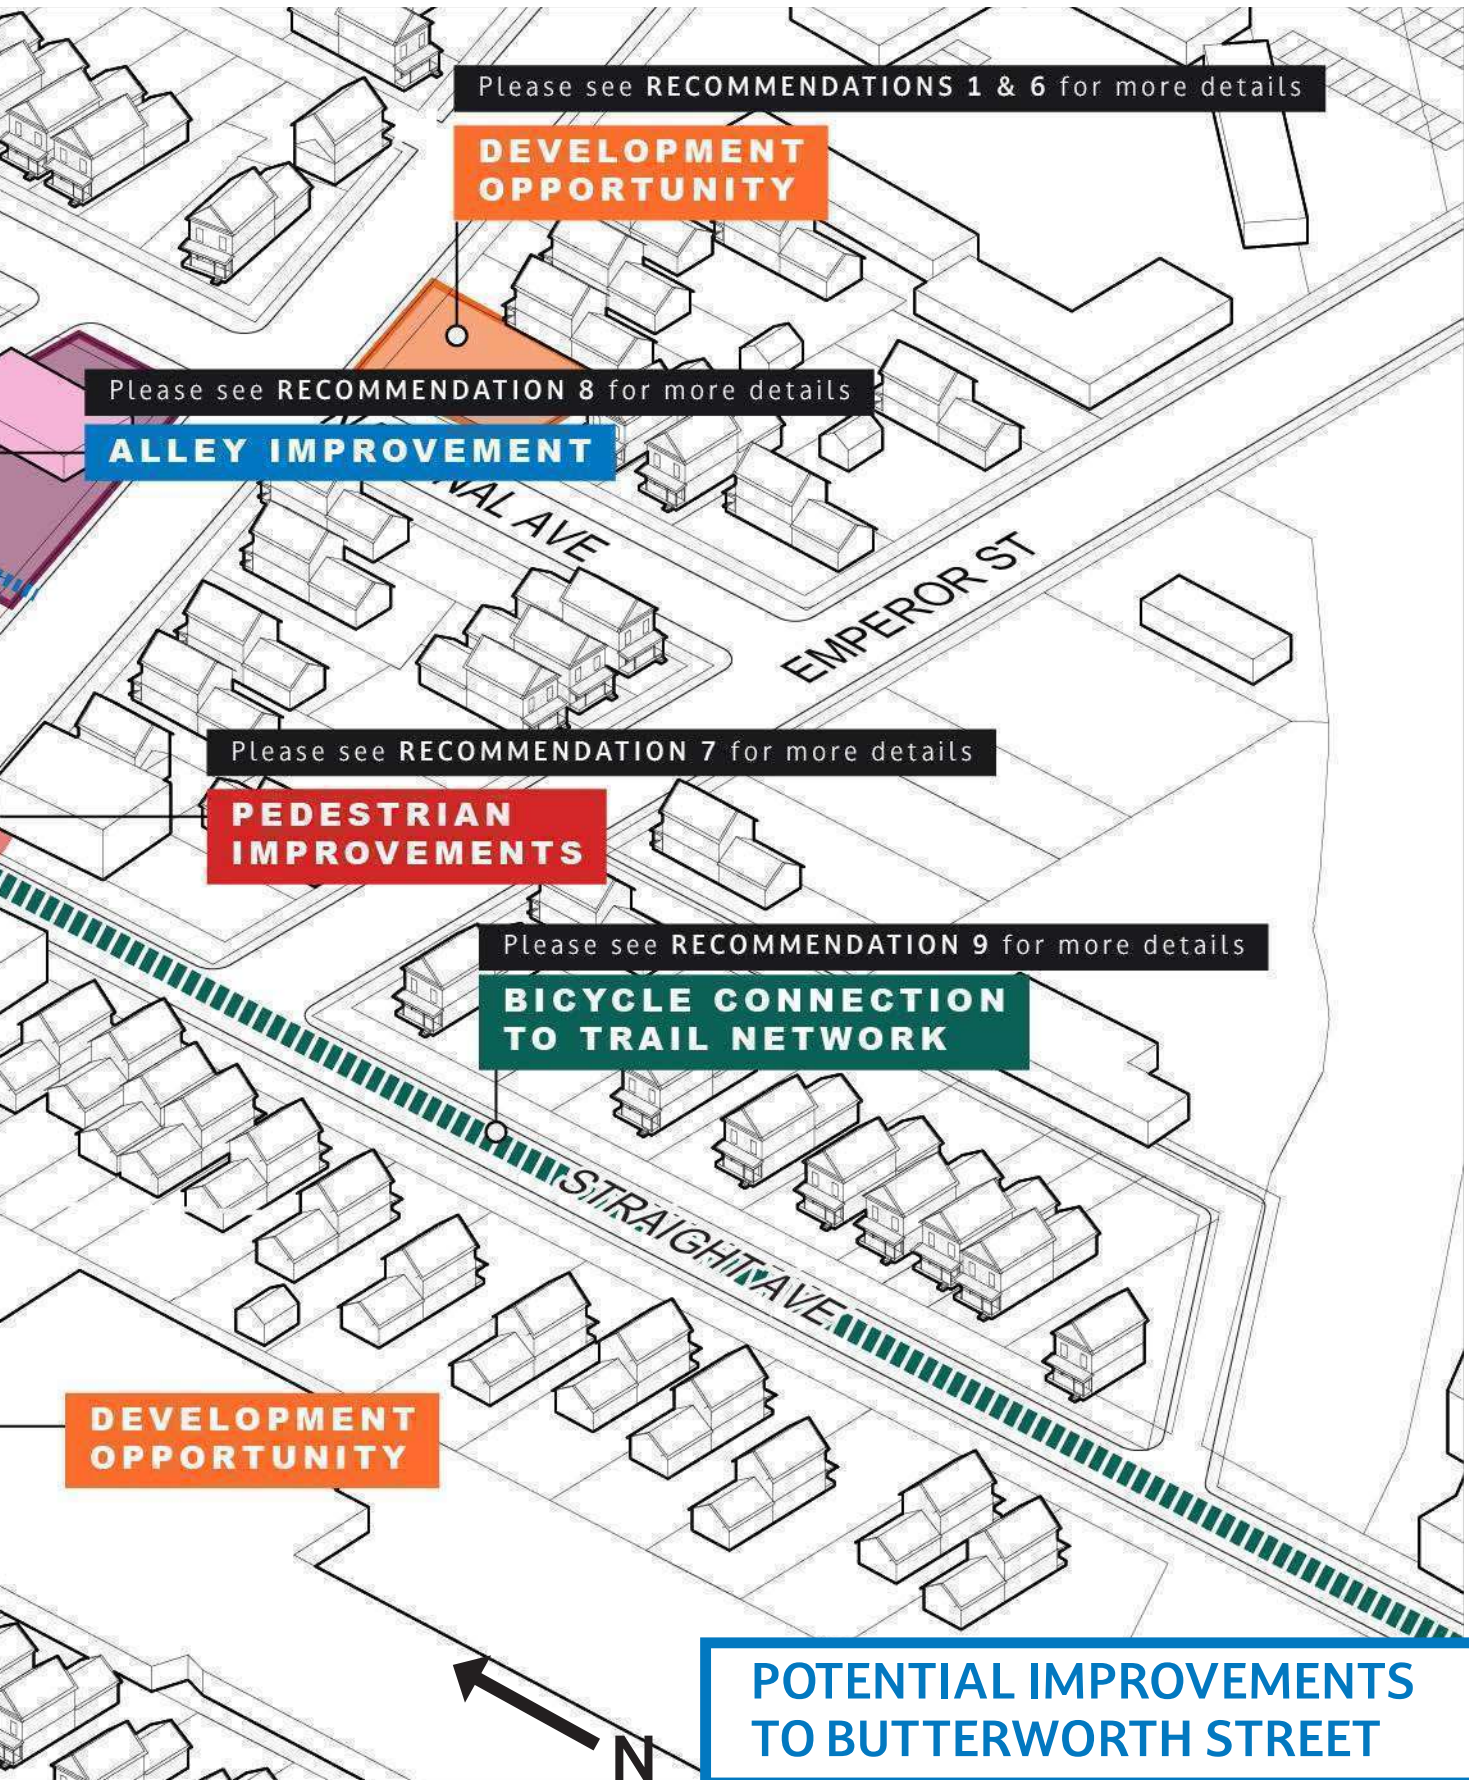 Please see RECOMMENDATIONS 1 & 6 for more details
DEVELOPMENT
OPPORTUNITY
Please see RECOMMENDATION 8 for more details
ALLEY IMPROVEMENT
AVE
EMPEROR ST
Please see RECOMMENDATION 7 for more details
PEDESTRIAN
IMPROVEMENTS
Please see RECOMMENDATION 9 for more details
BICYCLE CONNECTION
TO TRAIL NETWORK
STRAIGHT AVE
DEVELOPMENT
OPPORTUNITY
N
POTENTIAL IMPROVEMENTS
TO BUTTERWORTH STREET